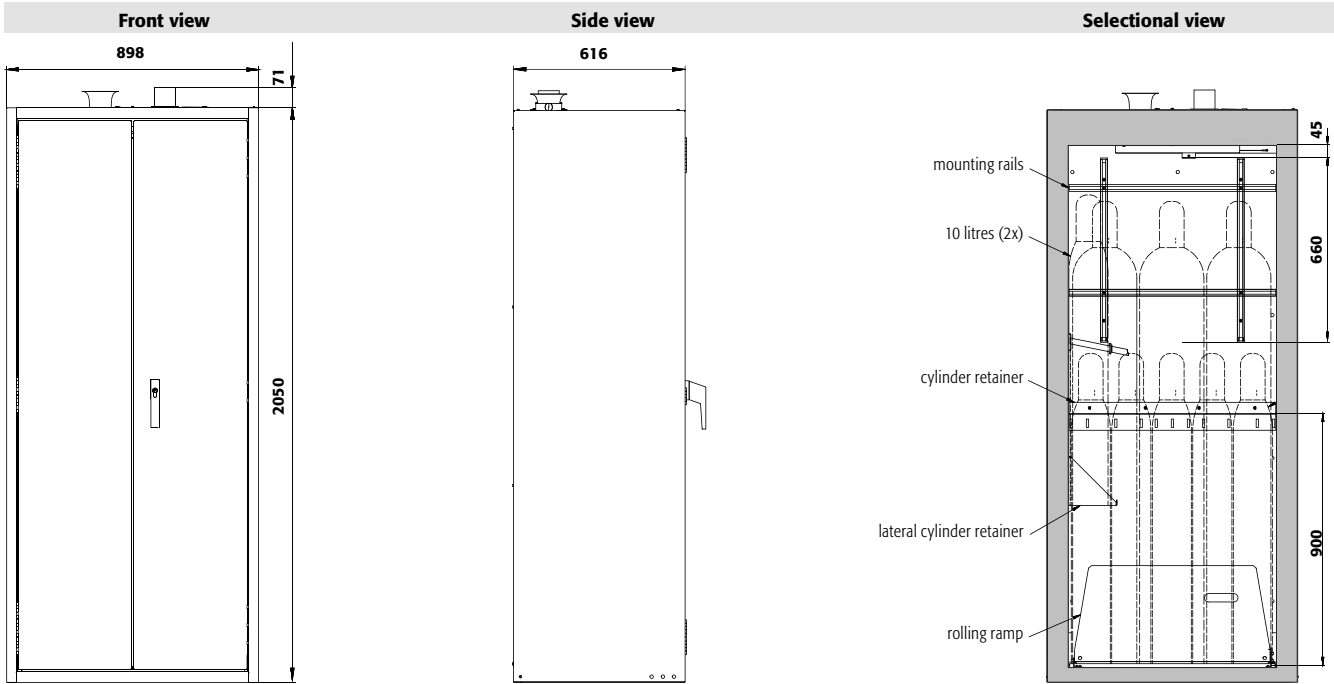 Front view
Side view
Selectional view
898
71
616
45
mounting rails
10 litres (2x)
660
cylinder retainer
2050
lateral cylinder retainer
900
rolling ramp